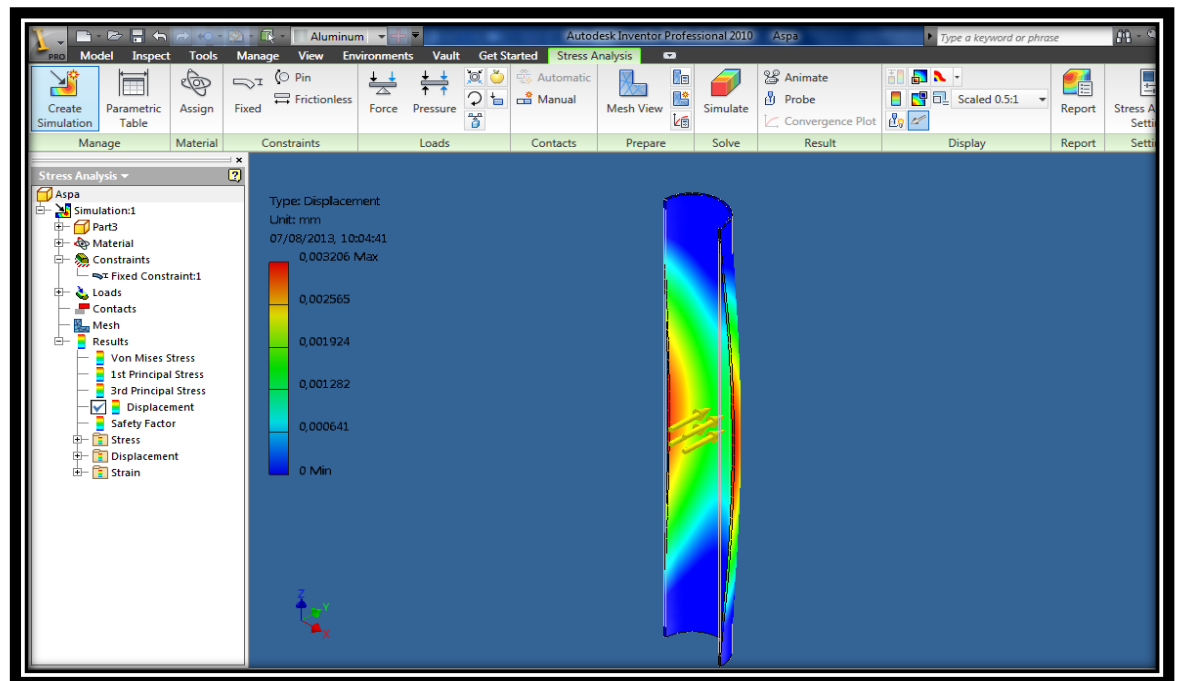 Aluminum
Autodesk Inventor Professional 2010 Aspa
Type a keyword or phrase
PRO
Model Inspect Tools Manage View Environments Vault Get Started Stress Analysis
Create Simulation
Parametric Table
Assign
Fixed
Pin
Frictionless
Force
Pressure
Automatic
Manual
Mesh View
Simulate
Animate
Probe
Convergence Plot
Scaled 0.5:1
Report
Stress A
Setti
Manage Material Constraints Loads Contacts Prepare Solve Result Display Report Setti
Stress Analysis
Aspa
Simulation:1
Part3
Material
Constraints
Fixed Constraint:1
Loads
Contacts
Mesh
Results
Von Mises Stress
1st Principal Stress
3rd Principal Stress
Displacement
Safety Factor
Stress
Displacement
Strain
Type: Displacement
Unit: mm
07/08/2013, 10:04:41
0,003206 Max
0,002565
0,001924
0,001282
0,000641
0 Min
Z
Y
X